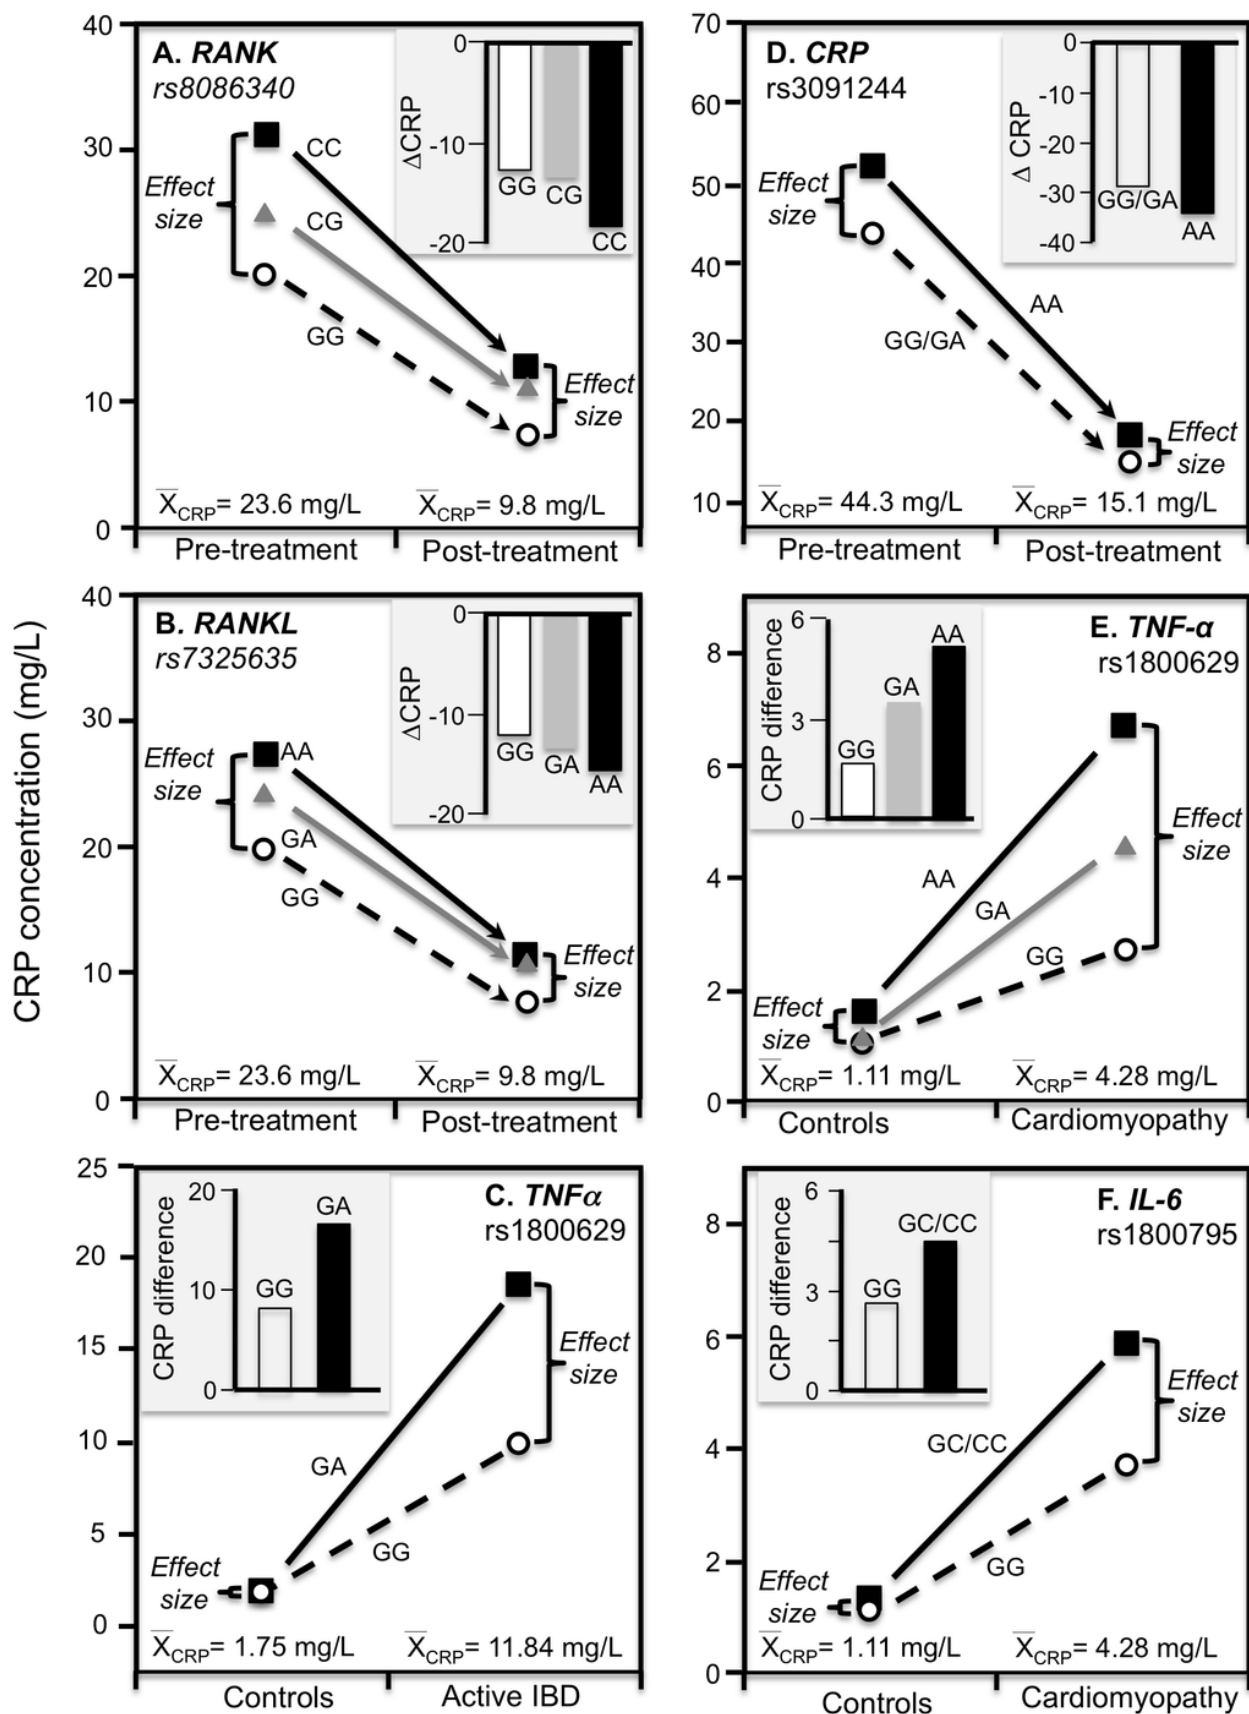 CRP concentration (mg/L)
40
30
20
10
0
A. RANK
rs8086340
0
-10
-20
ΔCRP
GG
CG
CC
CC
CG
GG
Effect
size
Effect
size
X̅CRP= 23.6 mg/L
X̅CRP= 9.8 mg/L
Pre-treatment
Post-treatment
70
60
50
40
30
20
10
D. CRP
rs3091244
0
-10
-20
-30
-40
Δ CRP
GG/GA
AA
Effect
size
AA
GG/GA
Effect
size
X̅CRP= 44.3 mg/L
X̅CRP= 15.1 mg/L
Pre-treatment
Post-treatment
40
30
20
10
0
B. RANKL
rs7325635
0
-10
-20
ΔCRP
GG
GA
AA
Effect
size
AA
GA
GG
Effect
size
X̅CRP= 23.6 mg/L
X̅CRP= 9.8 mg/L
Pre-treatment
Post-treatment
8
6
4
2
0
6
3
0
CRP difference
GG
GA
AA
E. TNF-α
rs1800629
AA
GA
GG
Effect
size
Effect
size
X̅CRP= 1.11 mg/L
X̅CRP= 4.28 mg/L
Controls
Cardiomyopathy
25
20
15
10
5
0
20
10
0
CRP difference
GG
GA
C. TNFα
rs1800629
GA
GG
Effect
size
Effect
size
X̅CRP= 1.75 mg/L
X̅CRP= 11.84 mg/L
Controls
Active IBD
8
6
4
2
0
6
3
0
CRP difference
GG
GC/CC
F. IL-6
rs1800795
GC/CC
GG
Effect
size
Effect
size
X̅CRP= 1.11 mg/L
X̅CRP= 4.28 mg/L
Controls
Cardiomyopathy